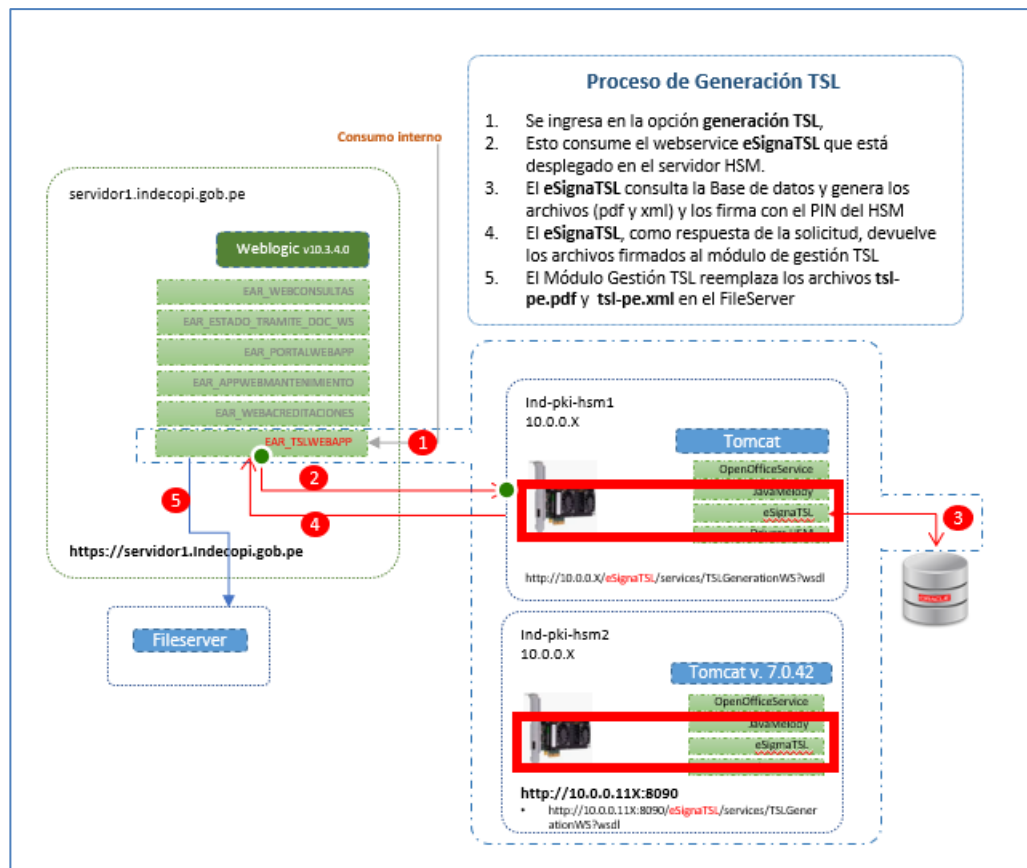 Proceso de Generación TSL
1. Se ingresa en la opción generación TSL,
2. Esto consume el webservice eSignaTSL que está
desplegado en el servidor HSM.
3. El eSignaTSL consulta la Base de datos y genera los
archivos (pdf y xml) y los firma con el PIN del HSM
4. El eSignaTSL, como respuesta de la solicitud, devuelve
los archivos firmados al módulo de gestión TSL
5. El Módulo Gestión TSL reemplaza los archivos tsl-
pe.pdf y tsl-pe.xml en el FileServer
Consumo interno
servidor1.indecopi.gob.pe
Weblogic v10.3.4.0
EAR_WEBCONSULTAS
EAR_ESTADO_TRAMITE_DOC_WS
EAR_PORTALWEBAPP
EAR_APPWEBMANTENIMIENTO
EAR_WEBACREDITACIONES
EAR_TSLWEBAPP
1
2
4
5
https://servidor1.Indecopi.gob.pe
Fileserver
Ind-pki-hsm1
10.0.0.X
Tomcat
OpenOfficeService
JavaMelody
eSignaTSL
3
http://10.0.0.X/eSignaTSL/services/TSLGenerationWS?wsdl
ORACLE
Ind-pki-hsm2
10.0.0.X
Tomcat v. 7.0.42
OpenOfficeService
JavaMelody
eSigmaTSL
http://10.0.0.11X:8090
• http://10.0.0.11X:8090/eSignaTSL/services/TSLGener
ationWS?wsdl